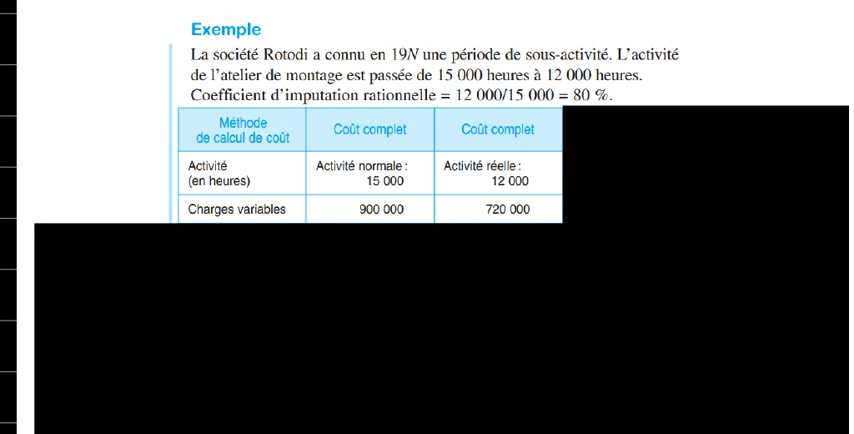 Exemple
La société Rotodi a connu en 19N une période de sous-activité. L'activité
de l'atelier de montage est passée de 15 000 heures à 12 000 heures.
Coefficient d'imputation rationnelle = 12 000/15 000 = 80 %.
Méthode
de calcul de coût
Coût complet
Coût complet
Activité
(en heures)
Activité normale :
15 000
Activité réelle :
12 000
Charges variables
900 000
720 000